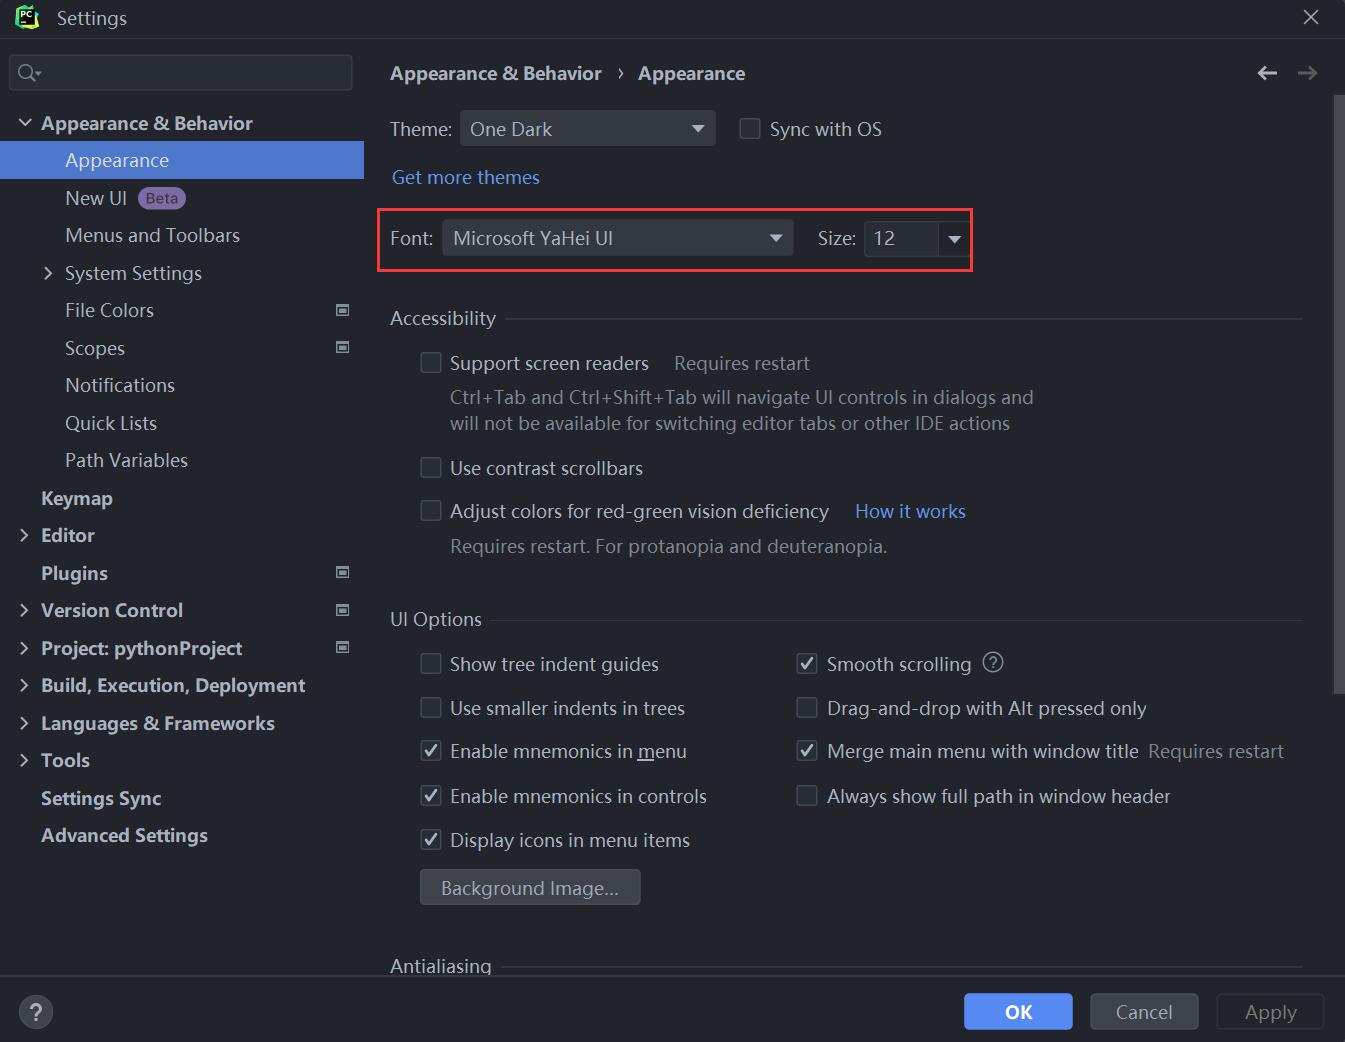 PC
Settings
Appearance & Behavior
Appearance
New UI Beta
Menus and Toolbars
System Settings
File Colors
Scopes
Notifications
Quick Lists
Path Variables
Keymap
Editor
Plugins
Version Control
Project: pythonProject
Build, Execution, Deployment
Languages & Frameworks
Tools
Settings Sync
Advanced Settings
Appearance & Behavior › Appearance
Theme: One Dark Sync with OS
Get more themes
Font: Microsoft YaHei UI Size: 12
Accessibility
Support screen readers Requires restart
Ctrl+Tab and Ctrl+Shift+Tab will navigate UI controls in dialogs and
will not be available for switching editor tabs or other IDE actions
Use contrast scrollbars
Adjust colors for red-green vision deficiency How it works
Requires restart. For protanopia and deuteranopia.
UI Options
Show tree indent guides Smooth scrolling ?
Use smaller indents in trees Drag-and-drop with Alt pressed only
Enable mnemonics in menu Merge main menu with window title Requires restart
Enable mnemonics in controls Always show full path in window header
Display icons in menu items
Background Image...
Antialiasing
? OK Cancel Apply